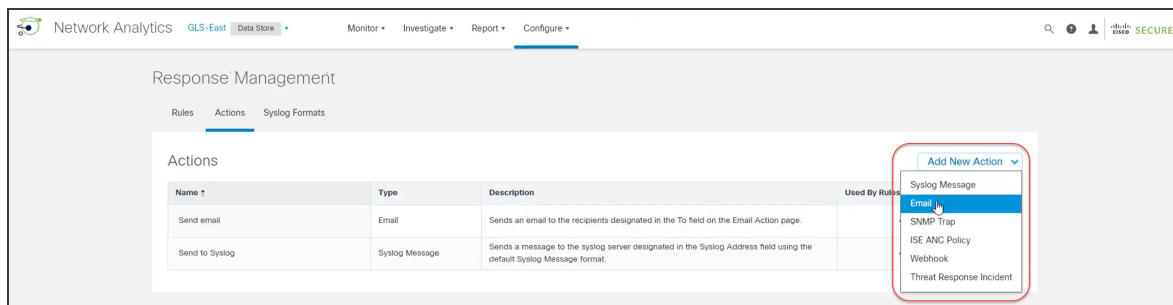 Network Analytics GLS-East Data Store Monitor Investigate Report Configure cisco SECURE
Response Management
Rules Actions Syslog Formats
Actions Add New Action
Name ↑ Type Description Used By Rules
Syslog Message
Email
SNMP Trap
ISE ANC Policy
Webhook
Threat Response Incident
Send email Email Sends an email to the recipients designated in the To field on the Email Action page.
Send to Syslog Syslog Message Sends a message to the syslog server designated in the Syslog Address field using the
default Syslog Message format.